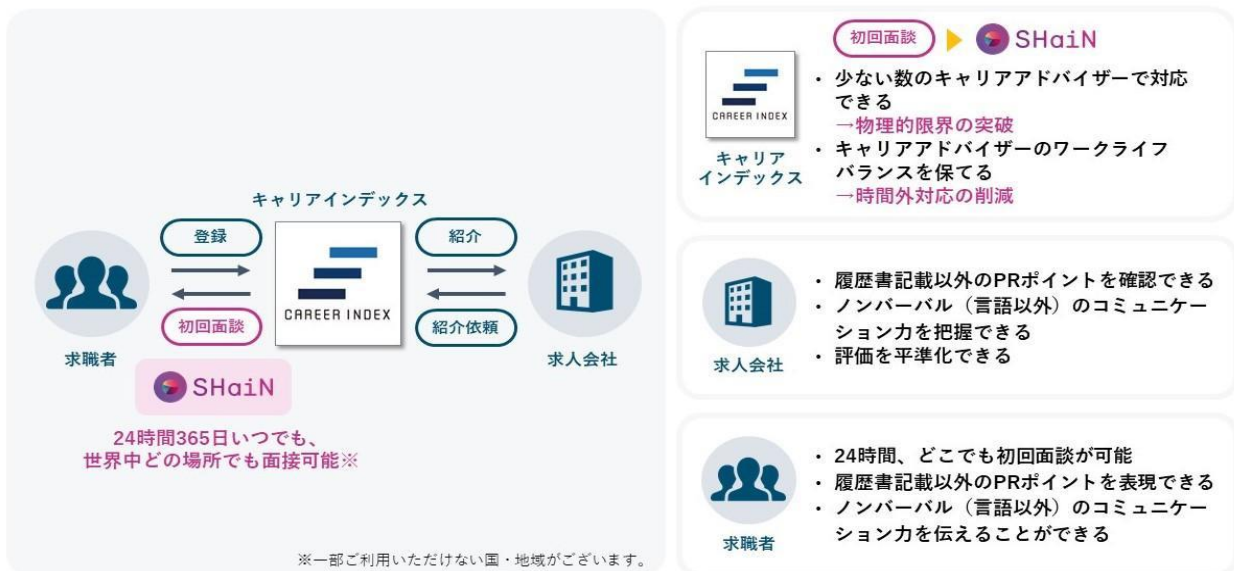 キャリアインデックス
登録
紹介
CAREER INDEX
初回面談
紹介依頼
求職者
求人会社
SHaiN
24時間365日いつでも、
世界中どの場所でも面接可能※
※一部ご利用いただけない国・地域がございます。
初回面談
SHaiN
CAREER INDEX
キャリア
インデックス
・ 少ない数のキャリアアドバイザーで対応
できる
→物理的限界の突破
・ キャリアアドバイザーのワークライフ
バランスを保てる
→時間外対応の削減
求人会社
・ 履歴書記載以外のPRポイントを確認できる
・ ノンバーバル（言語以外）のコミュニケー
ション力を把握できる
・ 評価を平準化できる
求職者
・ 24時間、どこでも初回面談が可能
・ 履歴書記載以外のPRポイントを表現できる
・ ノンバーバル（言語以外）のコミュニケー
ション力を伝えることができる